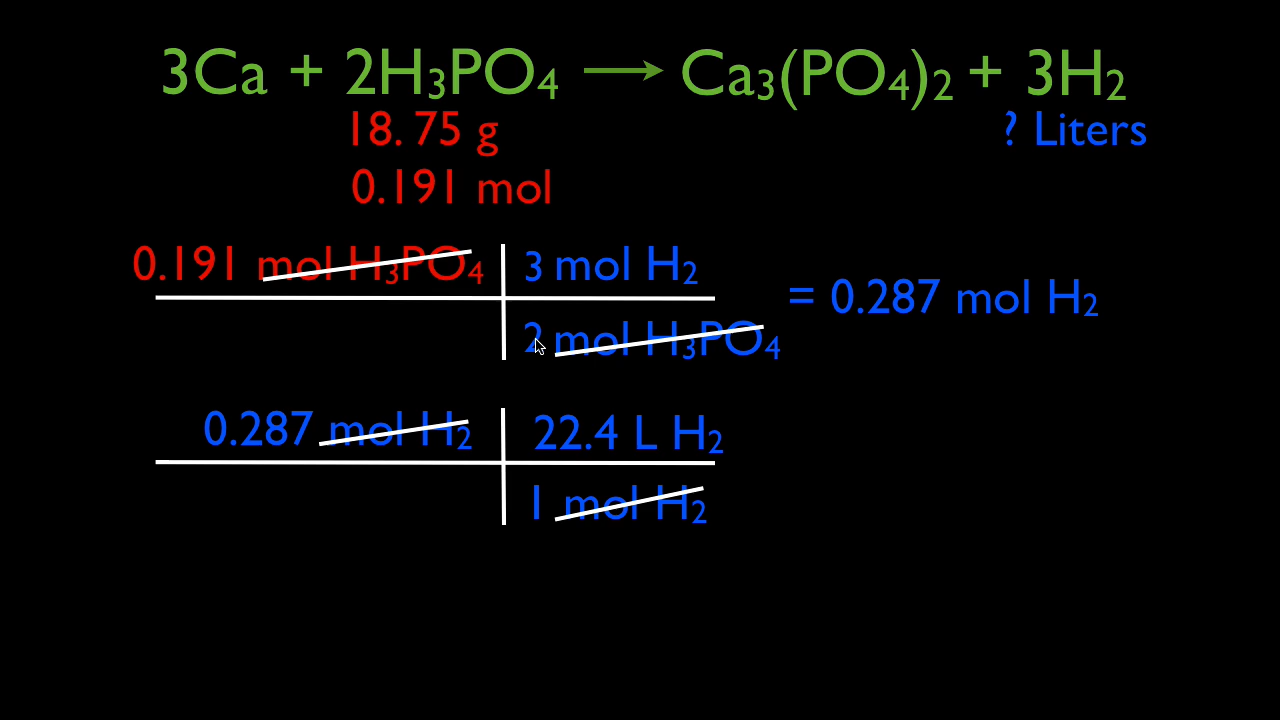 3Ca + 2H₃PO₄ → Ca₃(PO₄)₂ + 3H₂
18. 75 g ? Liters
0.191 mol
0.191 mol H₃PO₄ 3 mol H₂
= 0.287 mol H₂
2 mol H₃PO₄
0.287 mol H₂ 22.4 L H₂
1 mol H₂